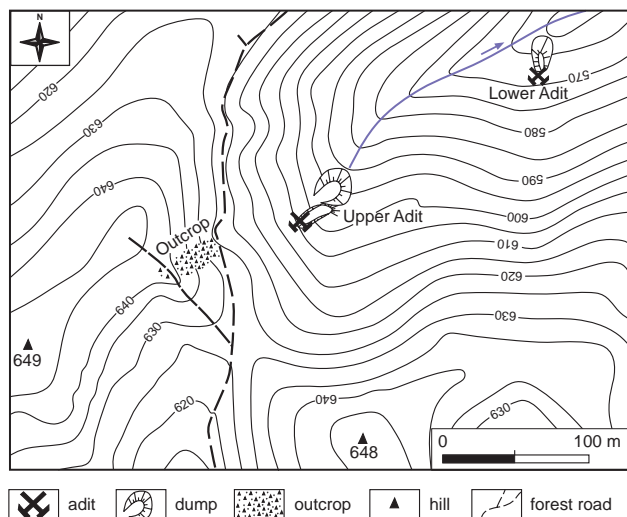 N
620
630
640
Outcrop
640
630
620
649
Lower Adit
570
580
590
Upper Adit
600
610
620
630
640
648
630
0 100 m
adit dump outcrop hill forest road